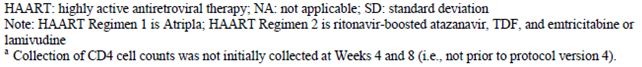 HAART: highly active antiretroviral therapy; NA: not applicable; SD: standard deviation
Note: HAART Regimen 1 is Atripla; HAART Regimen 2 is ritonavir-boosted atazanavir, TDF, and emtricitabine or
lamivudine
a Collection of CD4 cell counts was not initially collected at Weeks 4 and 8 (i.e., not prior to protocol version 4).